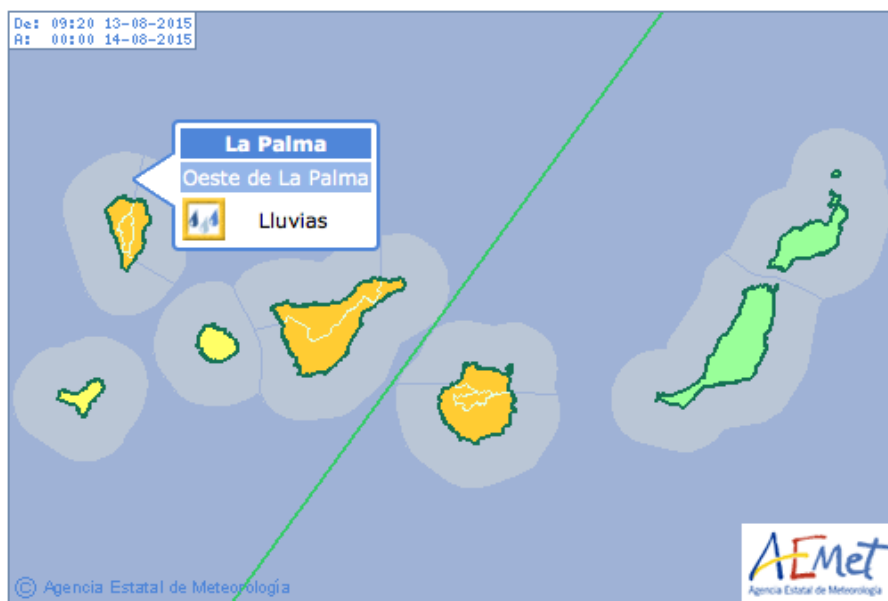 De: 09:20 13-08-2015
A: 00:00 14-08-2015
La Palma
Oeste de La Palma
Lluvias
© Agencia Estatal de Meteorología
AEMet
Agencia Estatal de Meteorología